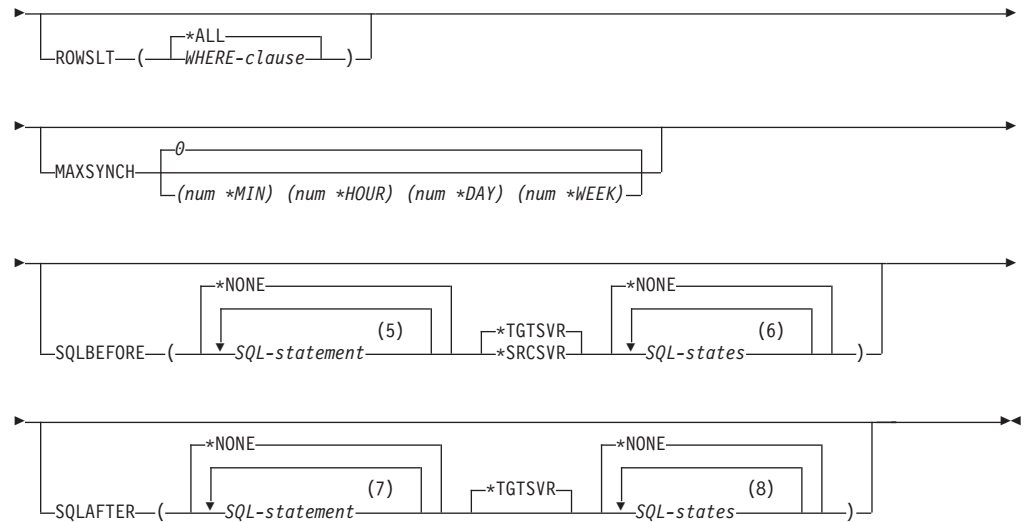 *ALL
ROWSLT ( WHERE-clause )
0
MAXSYNCH
(num *MIN) (num *HOUR) (num *DAY) (num *WEEK)
*NONE *NONE
(5) *TGTSVR (6)
SQLBEFORE ( SQL-statement *SRCSVR SQL-states )
*NONE *NONE
(7) *TGTSVR (8)
SQLAFTER ( SQL-statement SQL-states )